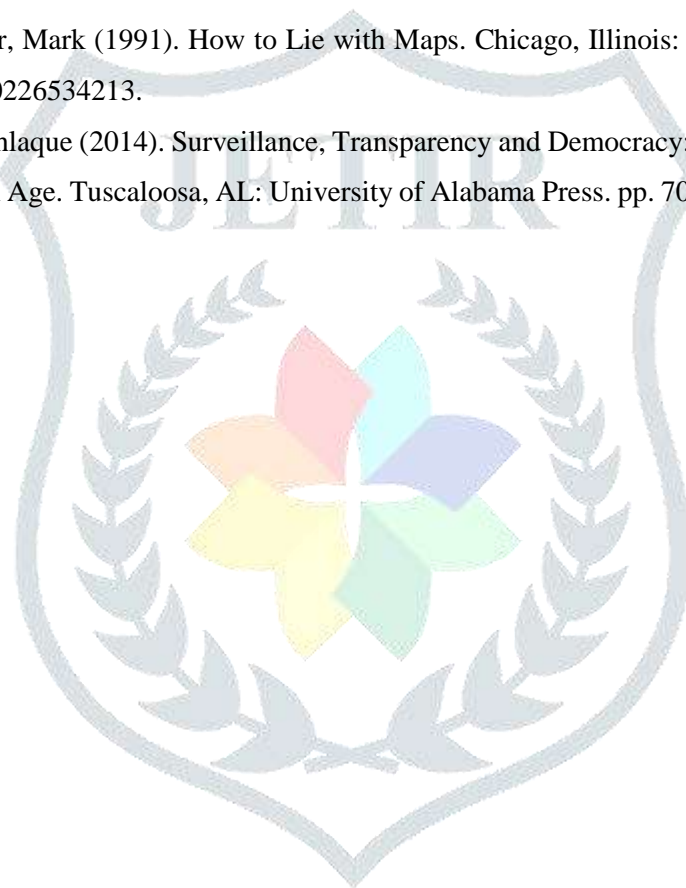 r, Mark (1991). How to Lie with Maps. Chicago, Illinois:
0226534213.
hlaque (2014). Surveillance, Transparency and Democracy:
Age. Tuscaloosa, AL: University of Alabama Press. pp. 70
JETIR